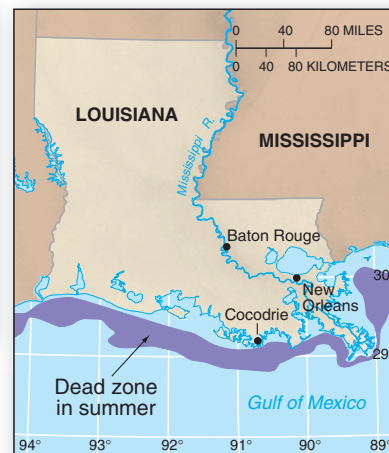 0 40 80 MILES
0 40 80 KILOMETERS
LOUISIANA
Mississippi R.
MISSISSIPPI
Baton Rouge
30
New
Orleans
Cocodrie
29
Dead zone
in summer
Gulf of Mexico
94° 93° 92° 91° 90° 89°